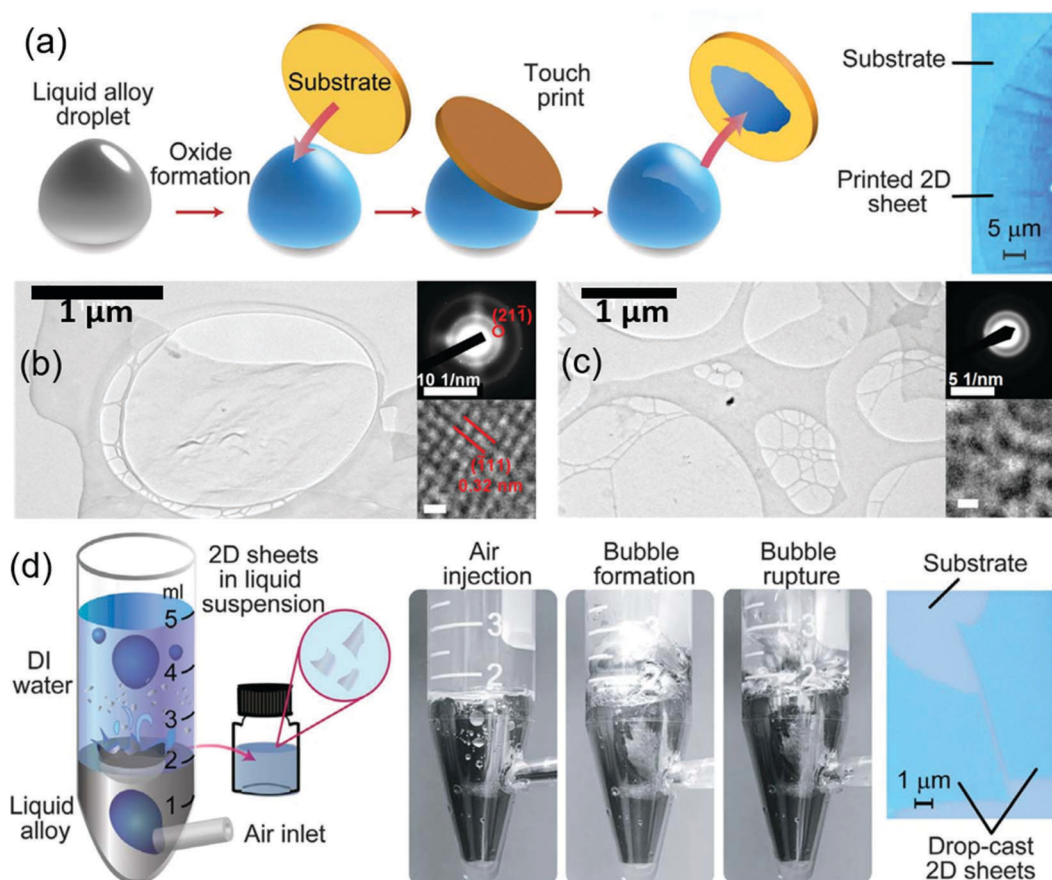 (a)
Liquid alloy
droplet
Oxide
formation
Substrate
Touch
print
Substrate
Printed 2D
sheet
5 μm
1 μm
(b)
(21̅1̅)
10 1/nm
(1̅11)
0.32 nm
1 μm
(c)
5 1/nm
(d)
2D sheets
in liquid
suspension
ml
5
4
3
2
1
DI
water
Liquid
alloy
Air inlet
Air
injection
3
2
Bubble
formation
3
2
Bubble
rupture
3
2
Substrate
1 μm
Drop-cast
2D sheets